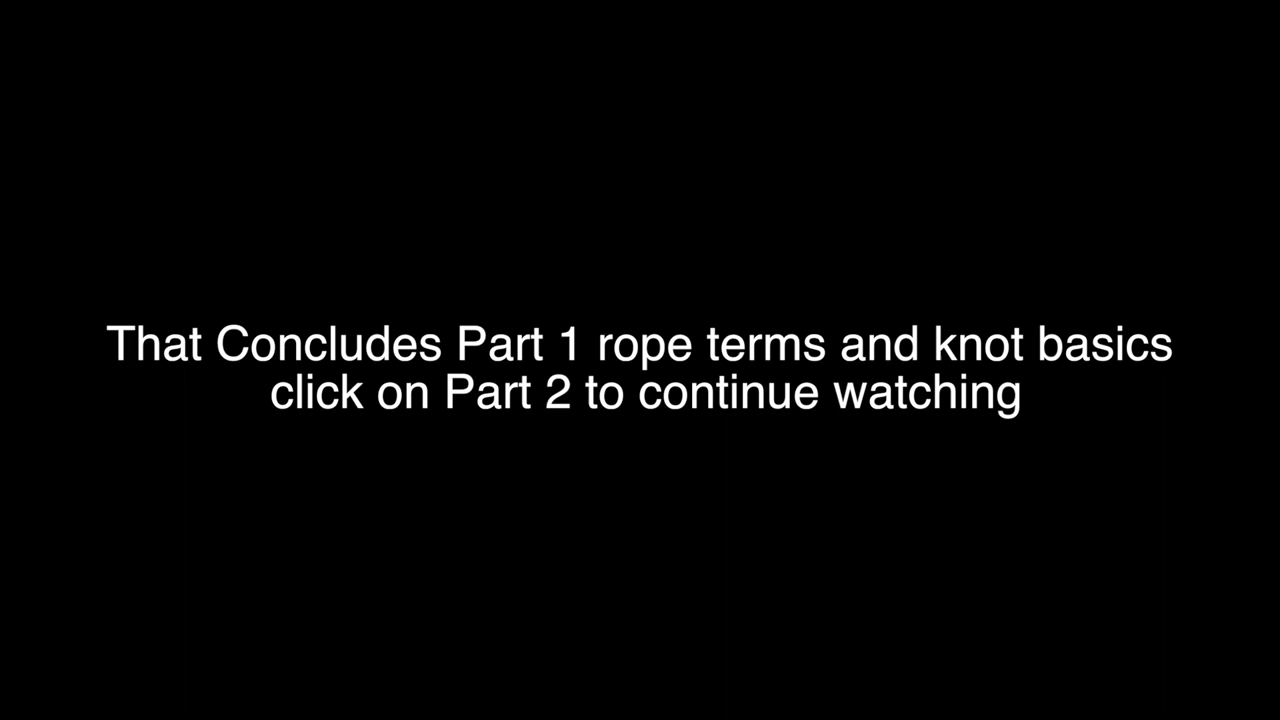 That Concludes Part 1 rope terms and knot basics
click on Part 2 to continue watching